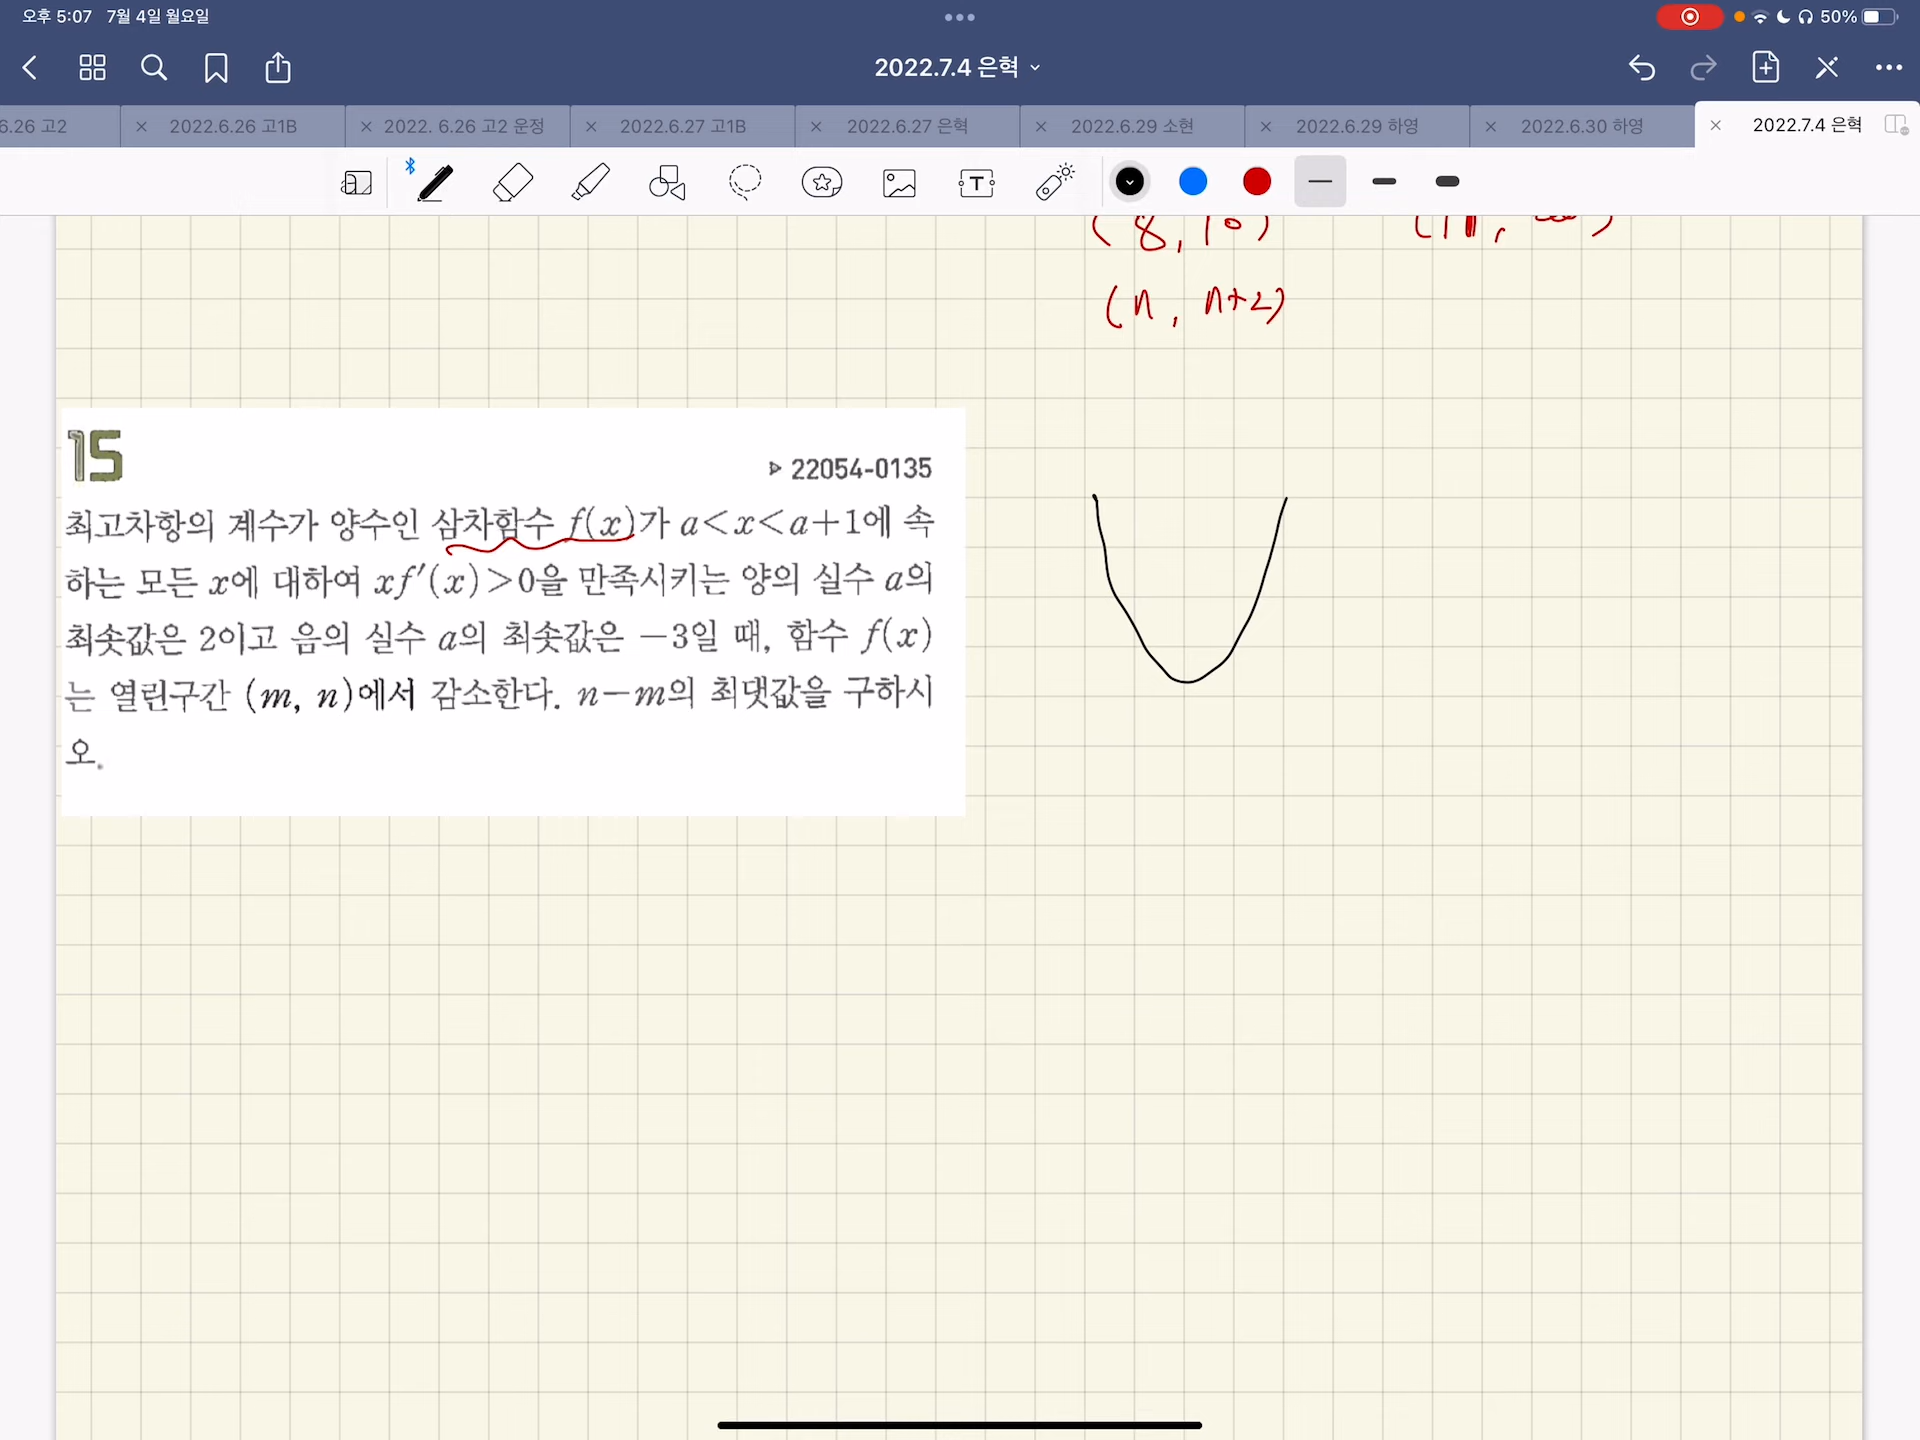 오후 5:07 7월 4일 월요일
50%
2022.7.4 은혁
6.26 고2
2022.6.26 고1B
2022. 6.26 고2 운정
2022.6.27 고1B
2022.6.27 은혁
2022.6.29 소현
2022.6.29 하영
2022.6.30 하영
2022.7.4 은혁
(8, 10)
(n, n+2)
15
22054-0135
최고차항의 계수가 양수인 삼차함수 f(x)가 a<x<a+1에 속
하는 모든 x에 대하여 xf′(x)>0을 만족시키는 양의 실수 a의
최솟값은 2이고 음의 실수 a의 최솟값은 −3일 때, 함수 f(x)
는 열린구간 (m, n)에서 감소한다. n−m의 최댓값을 구하시
오.